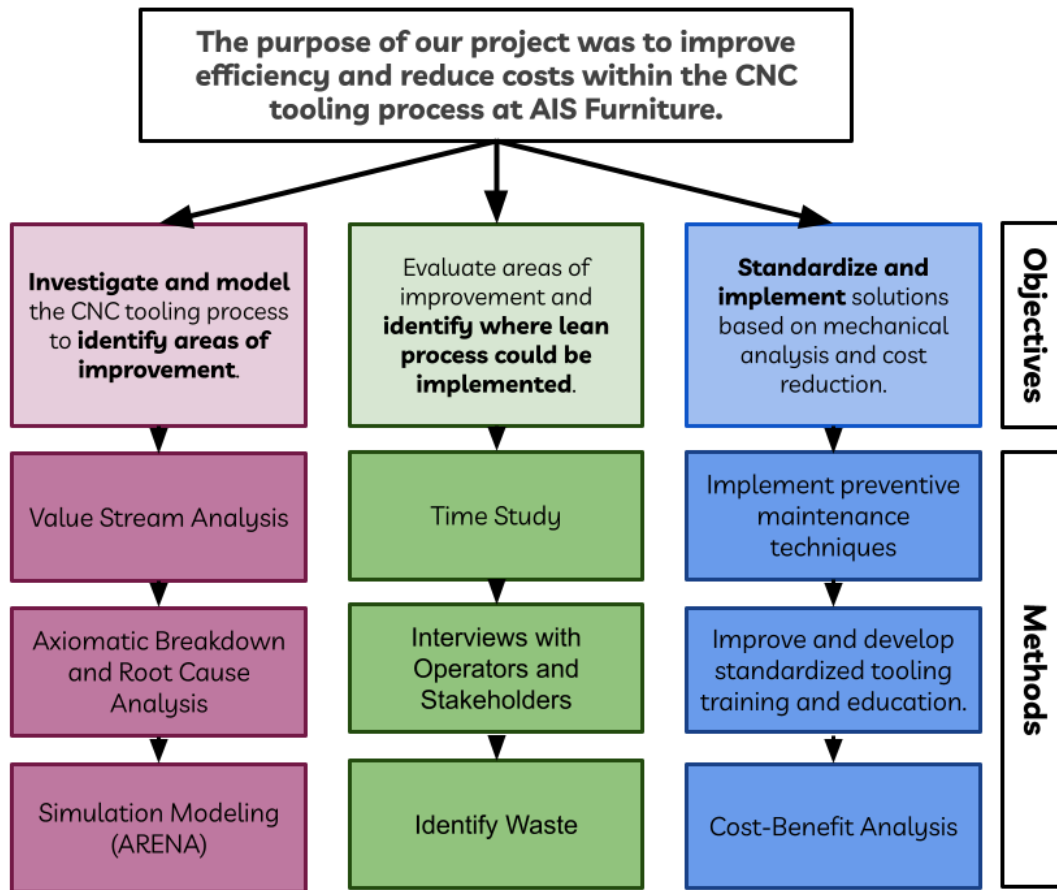 The purpose of our project was to improve
efficiency and reduce costs within the CNC
tooling process at AIS Furniture.
Investigate and model
the CNC tooling process
to identify areas of
improvement.
Evaluate areas of
improvement and
identify where lean
process could be
implemented.
Standardize and
implement solutions
based on mechanical
analysis and cost
reduction.
Objectives
Value Stream Analysis
Time Study
Implement preventive
maintenance
techniques
Axiomatic Breakdown
and Root Cause
Analysis
Interviews with
Operators and
Stakeholders
Improve and develop
standardized tooling
training and education.
Simulation Modeling
(ARENA)
Identify Waste
Cost-Benefit Analysis
Methods